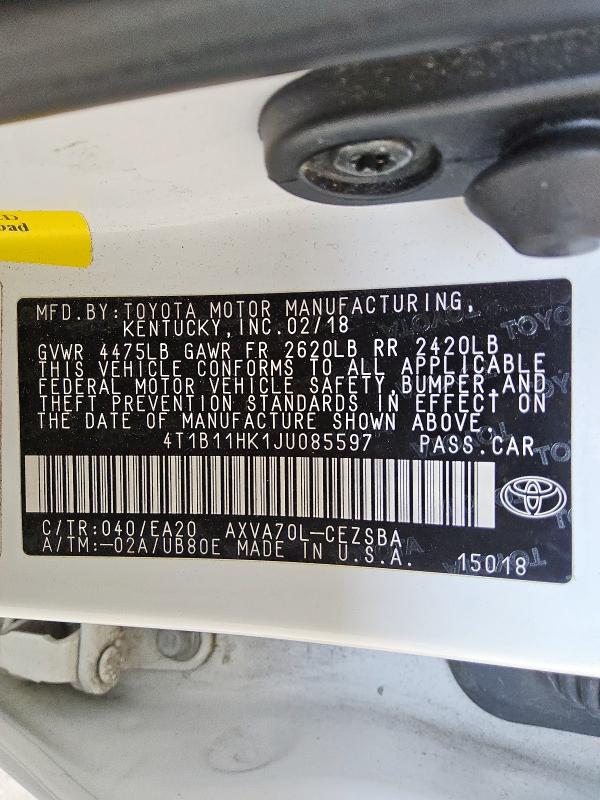 oad
MFD.BY:TOYOTA MOTOR MANUFACTURING,
KENTUCKY,INC.02/18
GVWR 4475LB GAWR FR 2620LB RR 2420LB
THIS VEHICLE CONFORMS TO ALL APPLICABLE
FEDERAL MOTOR VEHICLE SAFETY,BUMPER,AND
THEFT PREVENTION STANDARDS IN EFFECT ON
THE DATE OF MANUFACTURE SHOWN ABOVE.
4T1B11HK1JU085597 PASS.CAR
C/TR:040/EA20 AXVA70L-CEZSBA
A/TM:-02A/UB80E MADE IN U.S.A. 15018